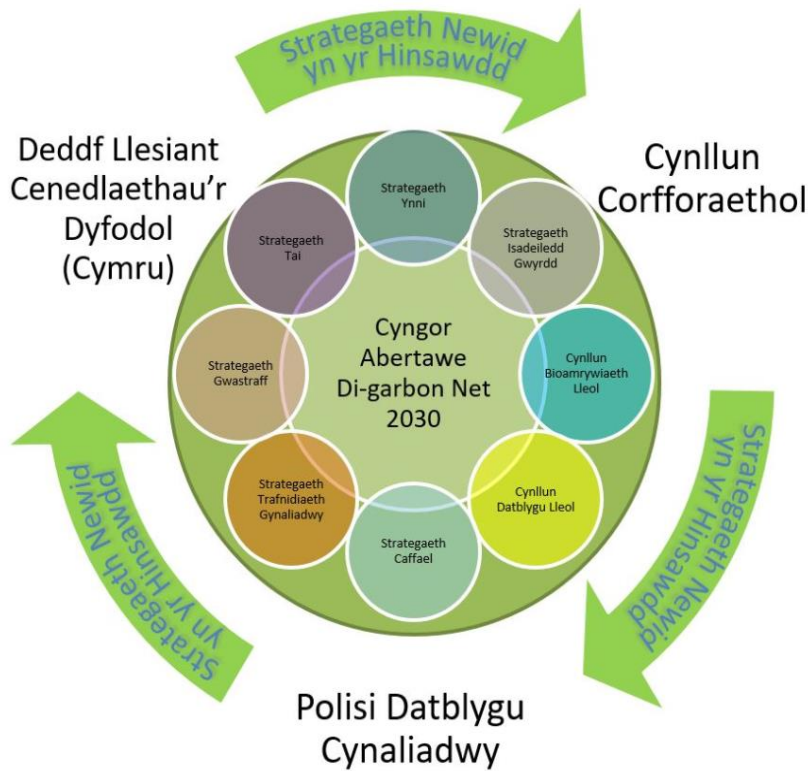 Strategaeth Newid
yn yr Hinsawdd
Deddf Llesiant
Cenedlaethau'r
Dyfodol
(Cymru)
Cynllun
Corfforaethol
Strategaeth
Ynni
Strategaeth
Tai
Strategaeth
Isadeiledd
Gwyrdd
Strategaeth
Gwastraff
Cyngor
Abertawe
Di-garbon Net
2030
Cynllun
Bioamrywiaeth
Lleol
Strategaeth
Trafnidiaeth
Gynaliadwy
Cynllun
Datblygu Lleol
Strategaeth
Caffael
Strategaeth Newid
yn yr Hinsawdd
Strategaeth Newid
yn yr Hinsawdd
Polisi Datblygu
Cynaliadwy